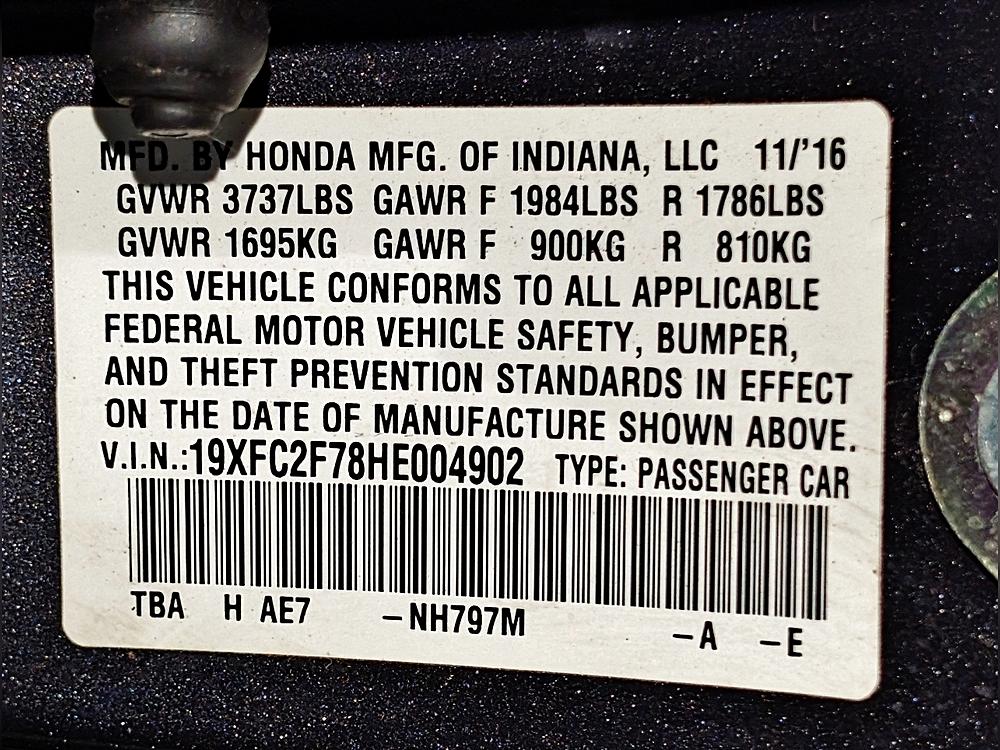 MFD. BY HONDA MFG. OF INDIANA, LLC 11/'16
GVWR 3737LBS GAWR F 1984LBS R 1786LBS
GVWR 1695KG GAWR F 900KG R 810KG
THIS VEHICLE CONFORMS TO ALL APPLICABLE
FEDERAL MOTOR VEHICLE SAFETY, BUMPER,
AND THEFT PREVENTION STANDARDS IN EFFECT
ON THE DATE OF MANUFACTURE SHOWN ABOVE.
V.I.N.:19XFC2F78HE004902 TYPE: PASSENGER CAR
TBA H AE7 -NH797M -A -E